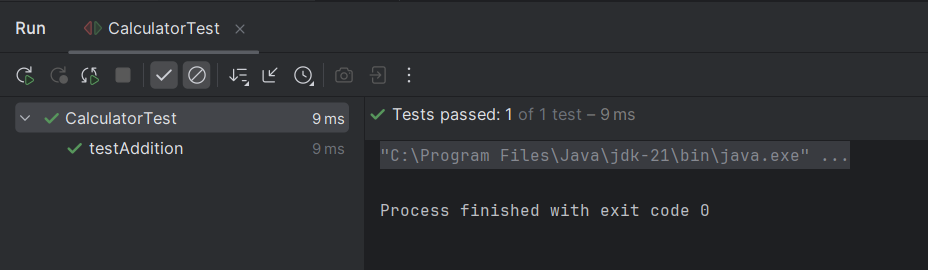 Run CalculatorTest
CalculatorTest 9 ms
testAddition 9 ms
Tests passed: 1 of 1 test – 9 ms
"C:\Program Files\Java\jdk-21\bin\java.exe" ...
Process finished with exit code 0